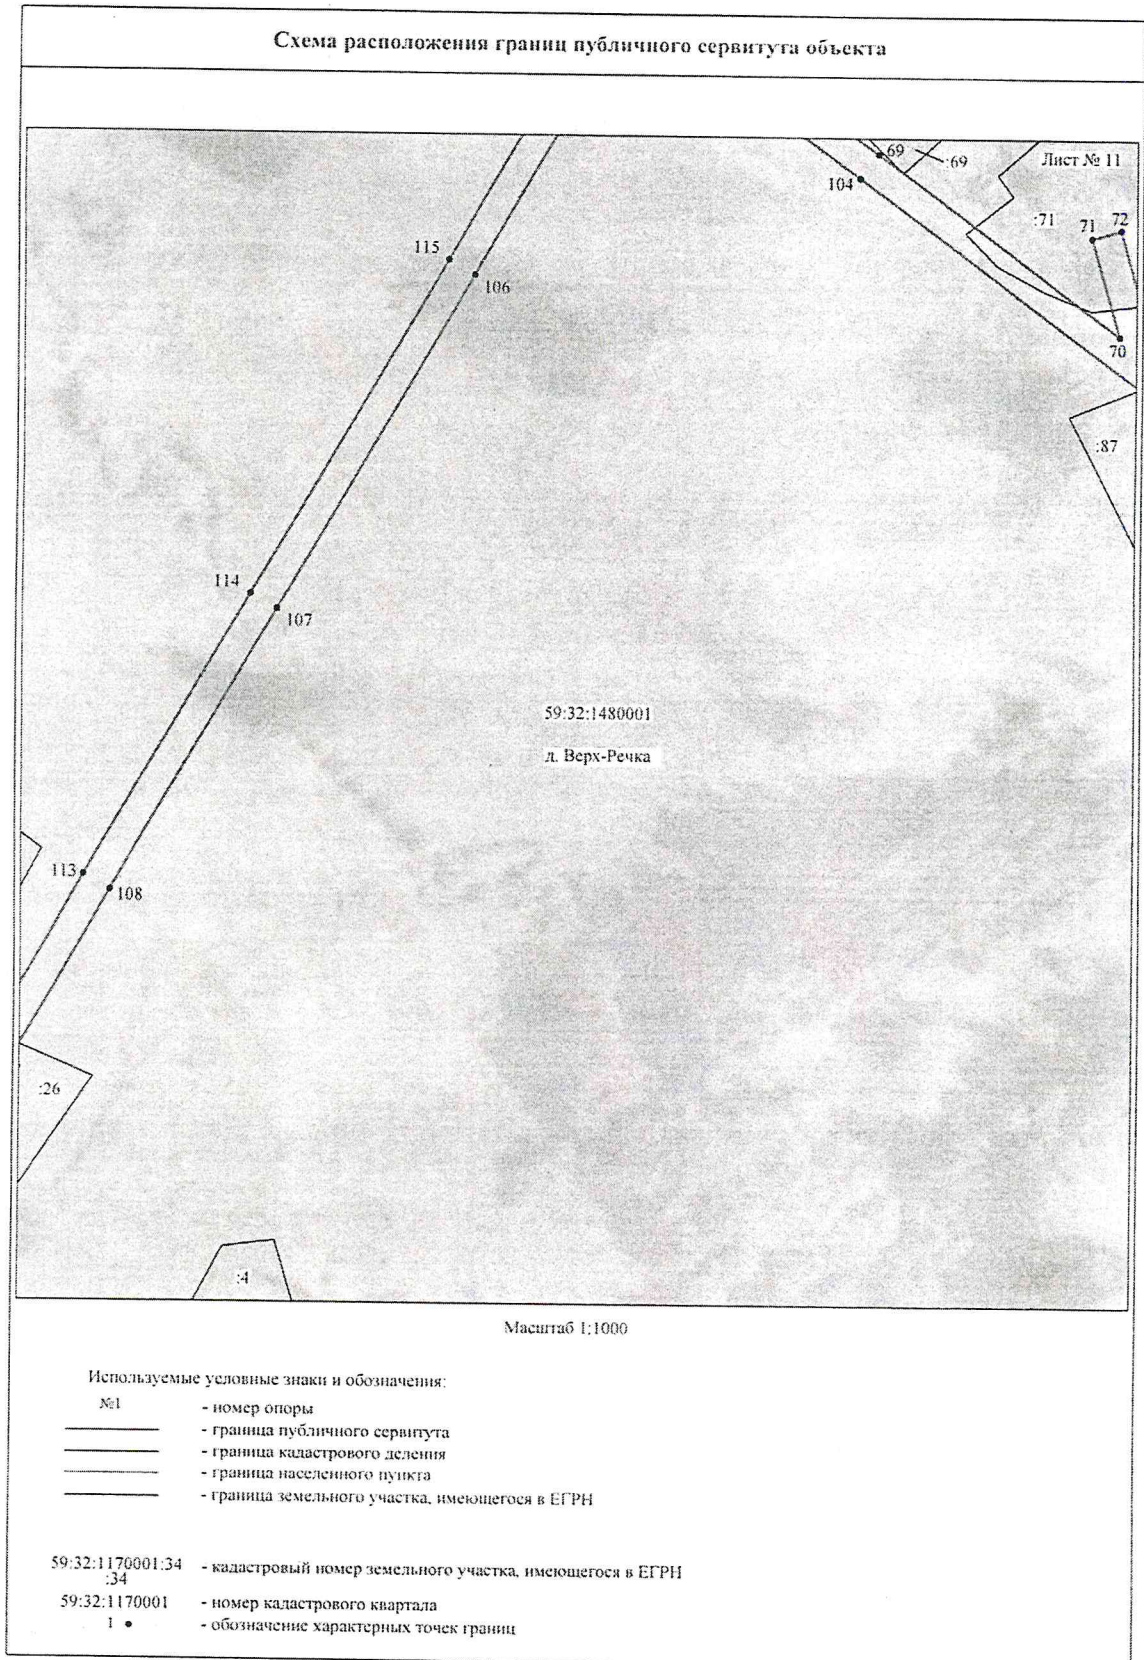 Схема расположения границ публичного сервитута объекта
Лист № 11
69
:69
104
:71
71
72
115
106
70
:87
114
107
59:32:1480001
д. Верх-Речка
113
108
:26
:4
Масштаб 1:1000
Используемые условные знаки и обозначения:
№1 - номер опоры
- граница публичного сервитута
- граница кадастрового деления
- граница населенного пункта
- граница земельного участка, имеющегося в ЕГРН
59:32:1170001:34 - кадастровый номер земельного участка, имеющегося в ЕГРН
:34
59:32:1170001 - номер кадастрового квартала
1 - обозначение характерных точек границ